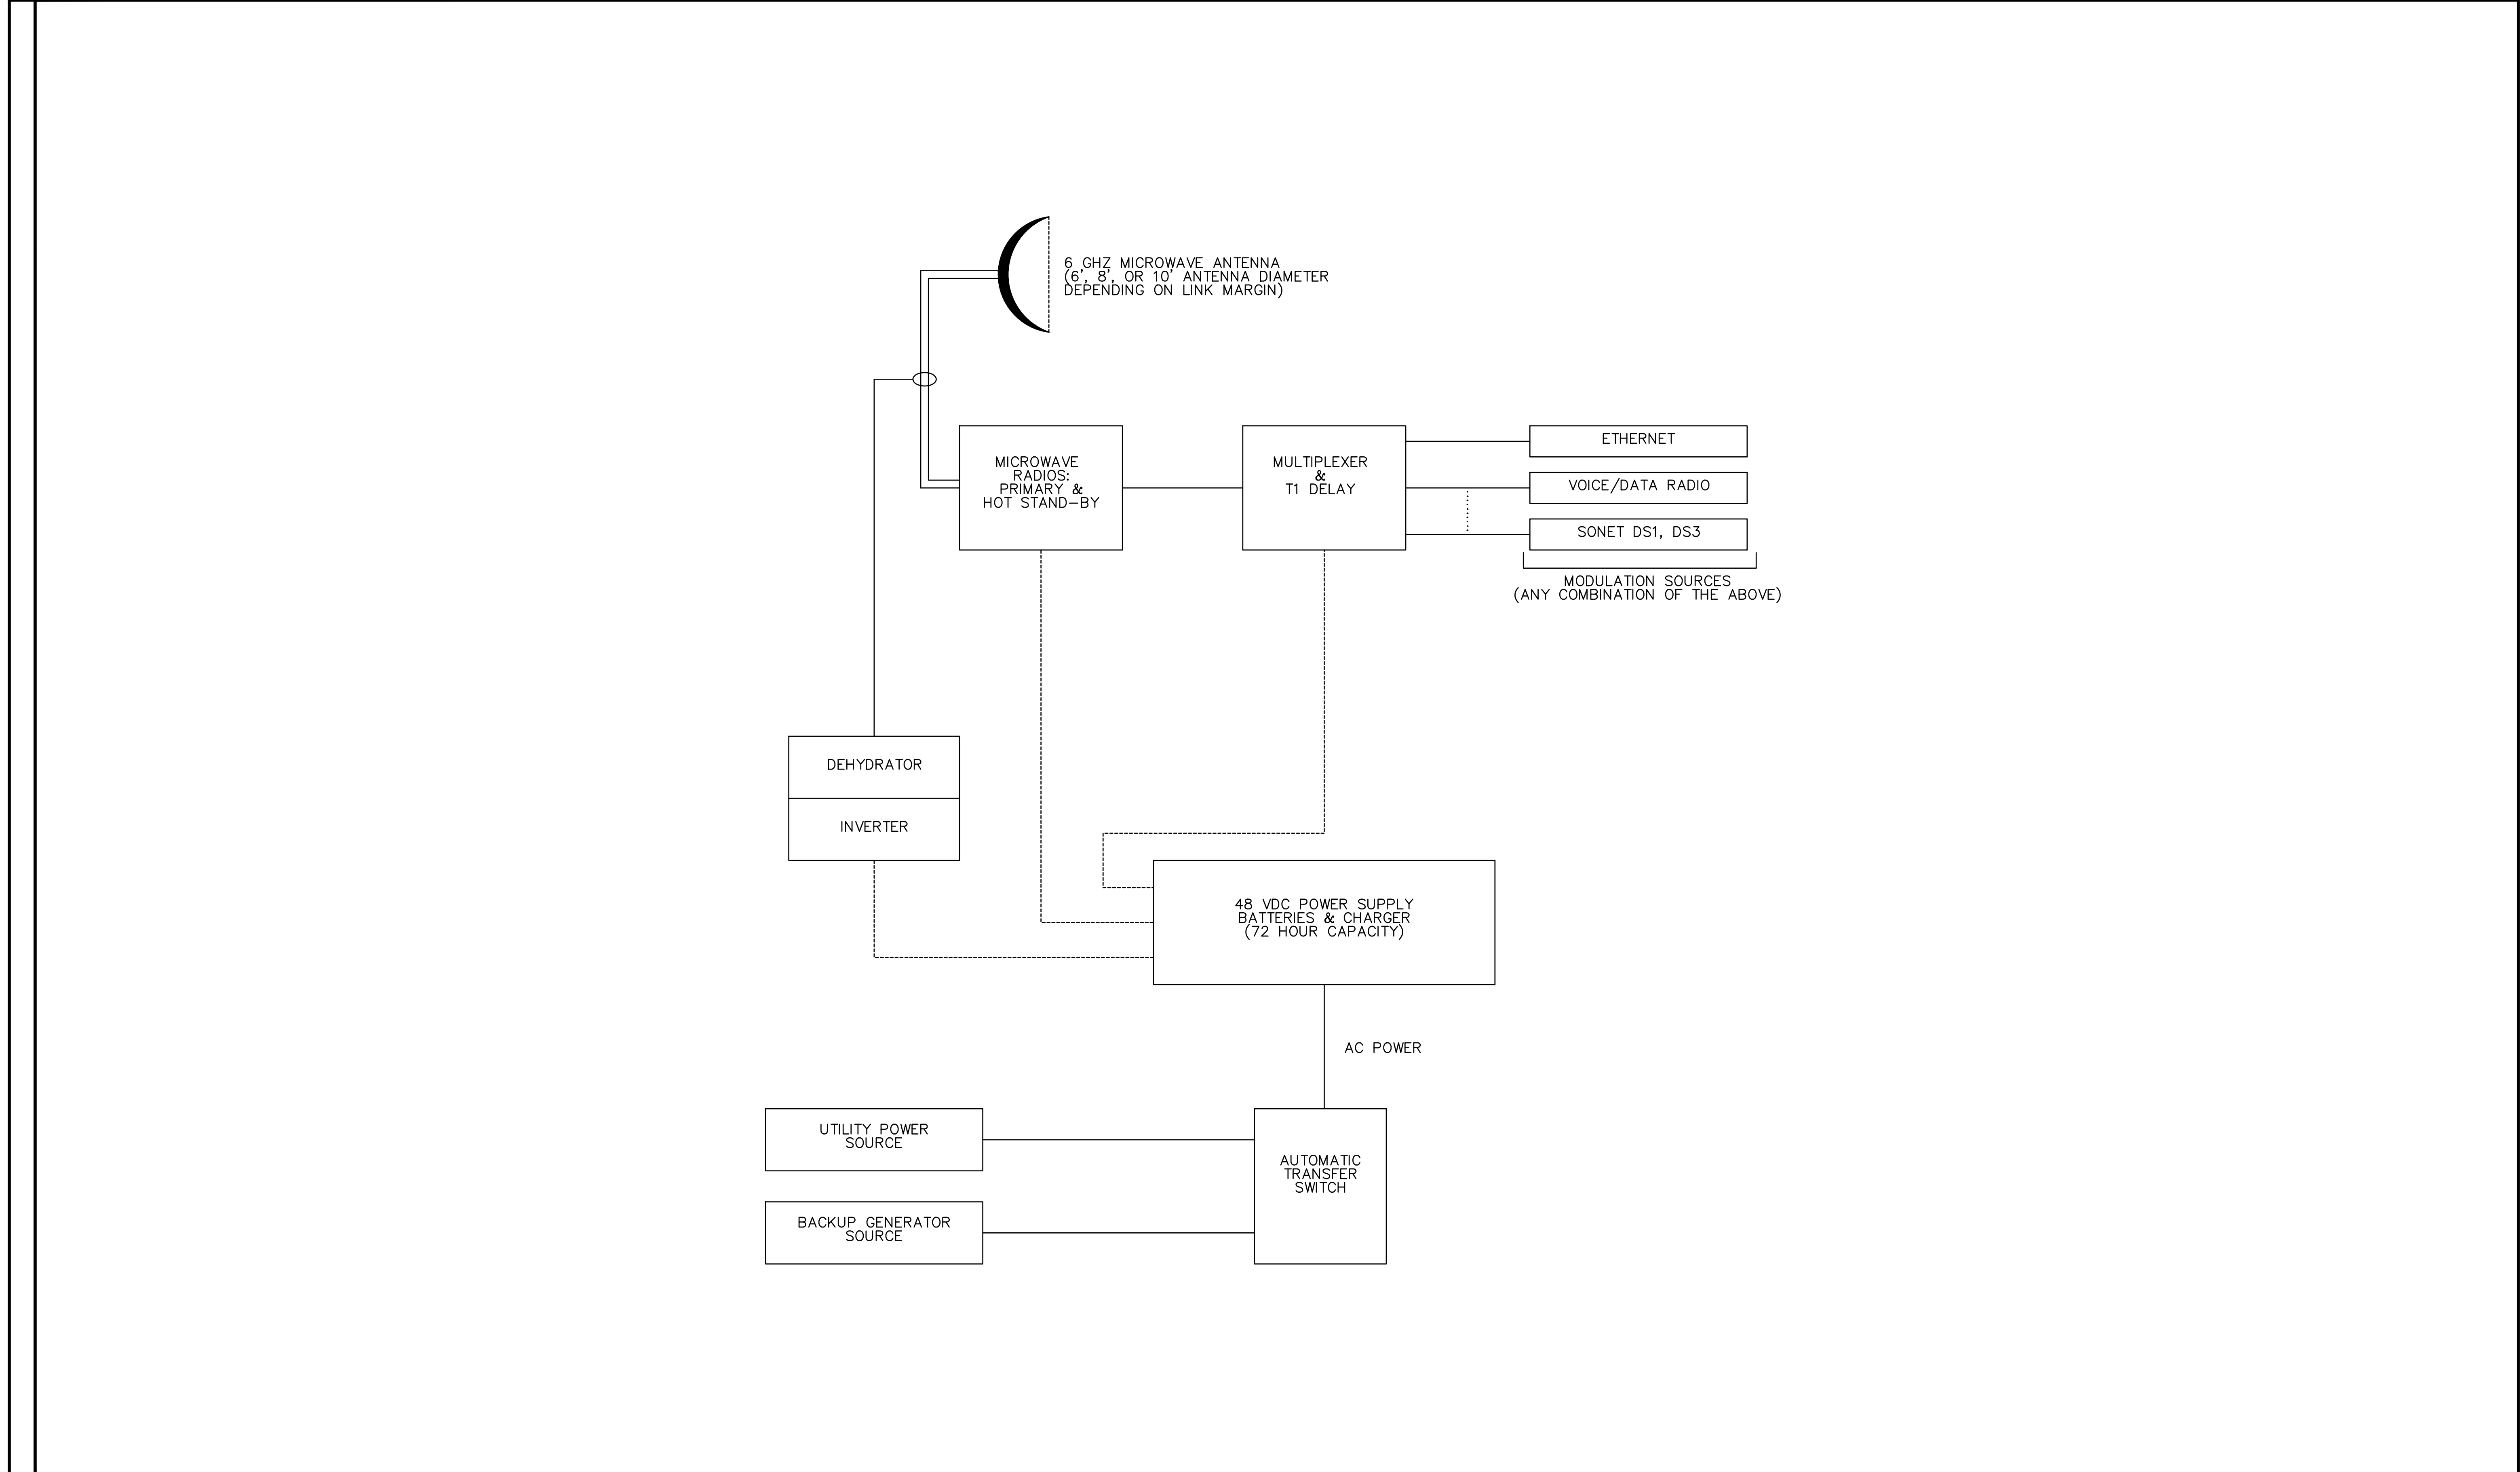 6 GHZ MICROWAVE ANTENNA
(6', 8', OR 10' ANTENNA DIAMETER
DEPENDING ON LINK MARGIN)
MICROWAVE
RADIOS:
PRIMARY &
HOT STAND-BY
MULTIPLEXER
&
T1 DELAY
ETHERNET
VOICE/DATA RADIO
SONET DS1, DS3
MODULATION SOURCES
(ANY COMBINATION OF THE ABOVE)
DEHYDRATOR
INVERTER
48 VDC POWER SUPPLY
BATTERIES & CHARGER
(72 HOUR CAPACITY)
AC POWER
UTILITY POWER
SOURCE
AUTOMATIC
TRANSFER
SWITCH
BACKUP GENERATOR
SOURCE